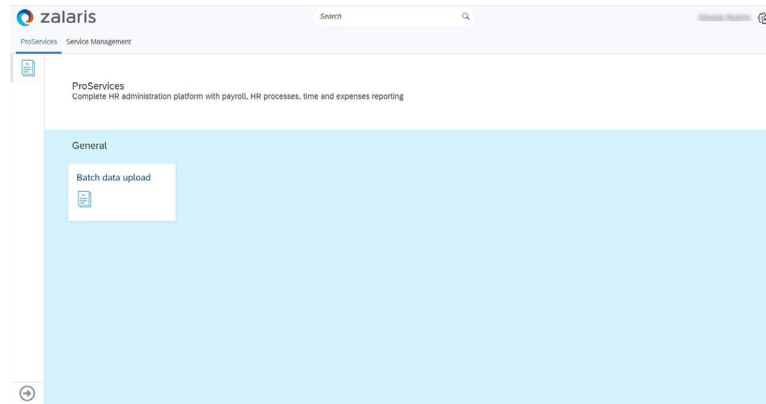 zalaris
Search
ProServices Service Management
ProServices
Complete HR administration platform with payroll, HR processes, time and expenses reporting
General
Batch data upload